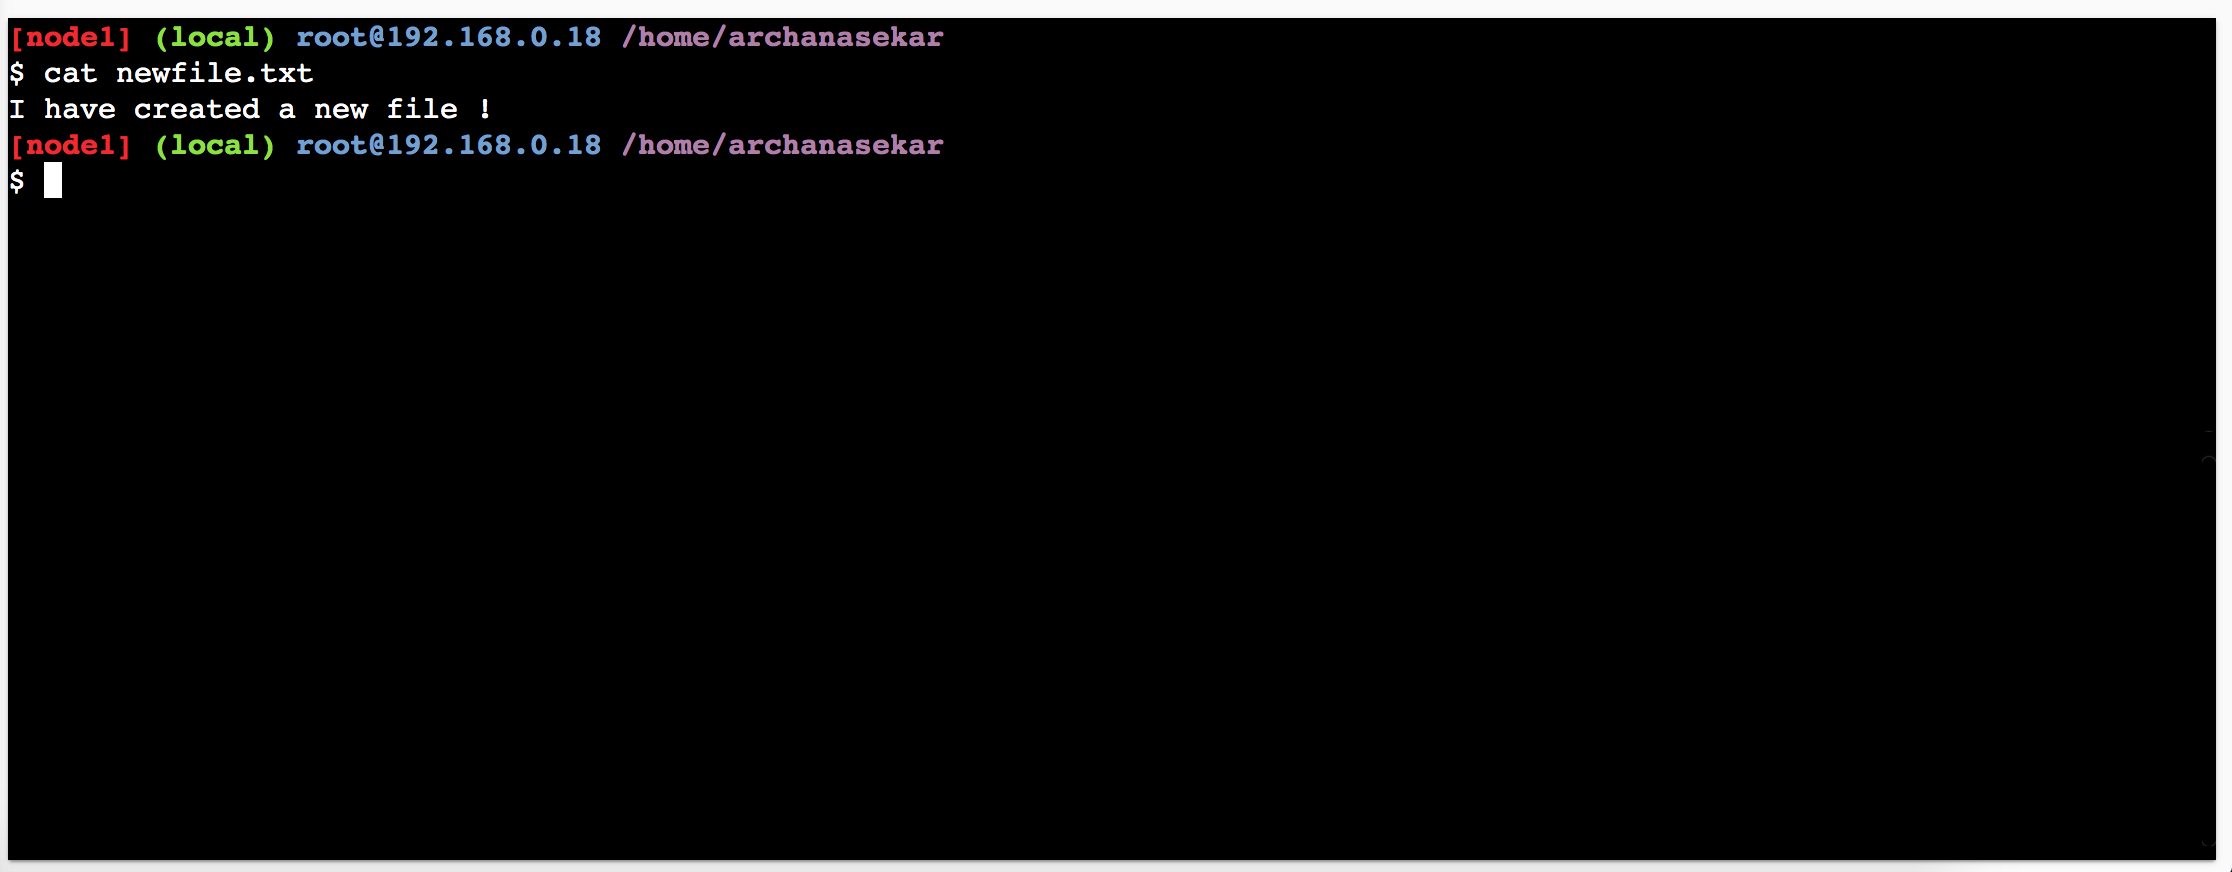 [node1] (local) root@192.168.0.18 /home/archanasekar
$ cat newfile.txt
I have created a new file !
[node1] (local) root@192.168.0.18 /home/archanasekar
$